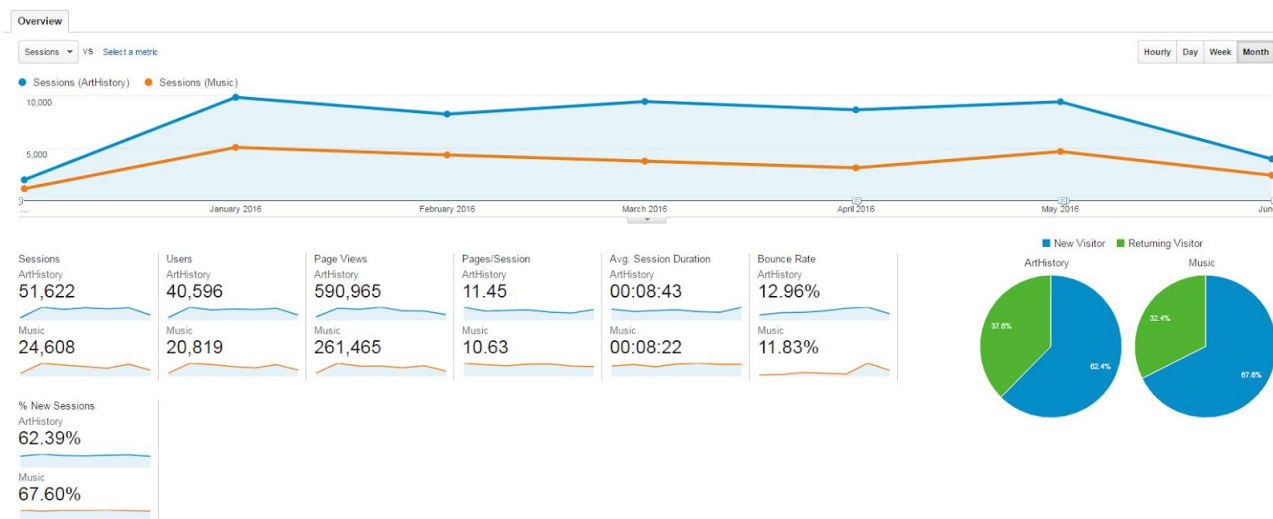 Overview
Sessions VS Select a metric
Hourly Day Week Month
Sessions (ArtHistory) Sessions (Music)
10,000
5,000
...
January 2016 February 2016 March 2016 April 2016 May 2016 Jun
New Visitor Returning Visitor
Sessions
ArtHistory
51,622
Music
24,608
Users
ArtHistory
40,596
Music
20,819
Page Views
ArtHistory
590,965
Music
261,465
Pages/Session
ArtHistory
11.45
Music
10.63
Avg. Session Duration
ArtHistory
00:08:43
Music
00:08:22
Bounce Rate
ArtHistory
12.96%
Music
11.83%
ArtHistory
37.6%
62.4%
Music
32.4%
67.6%
% New Sessions
ArtHistory
62.39%
Music
67.60%